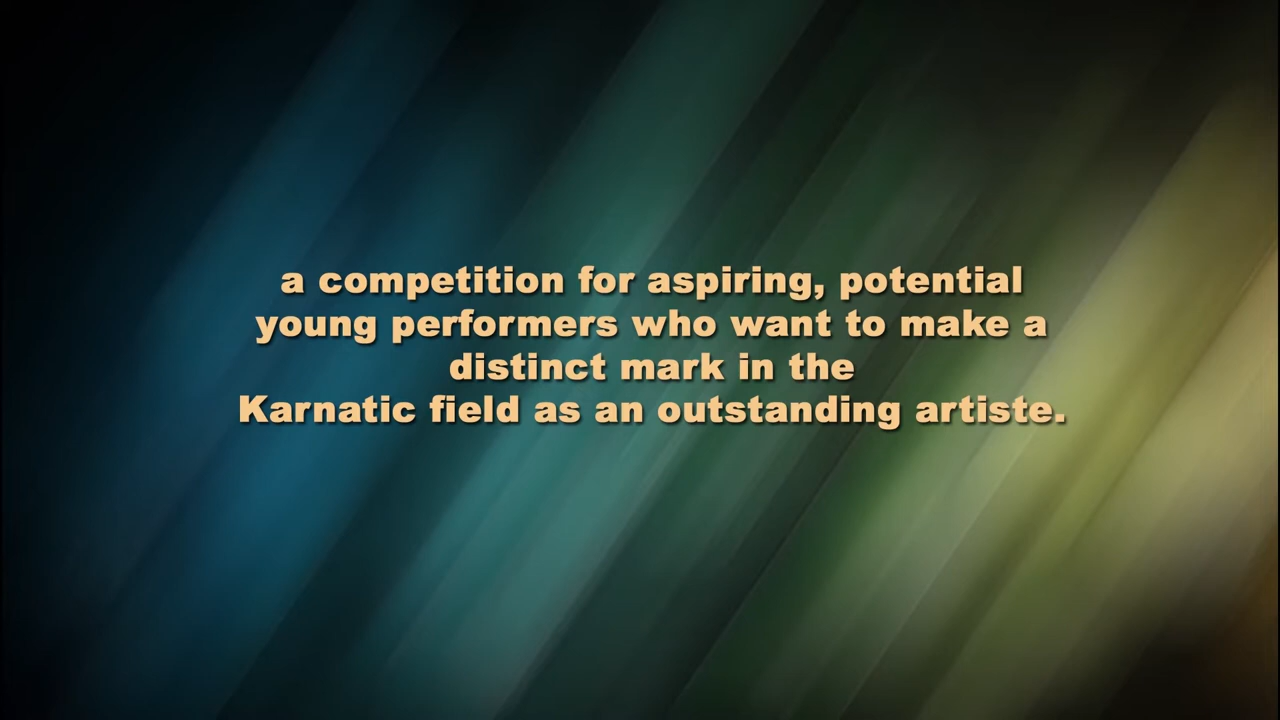 a competition for aspiring, potential
young performers who want to make a
distinct mark in the
Karnatic field as an outstanding artiste.